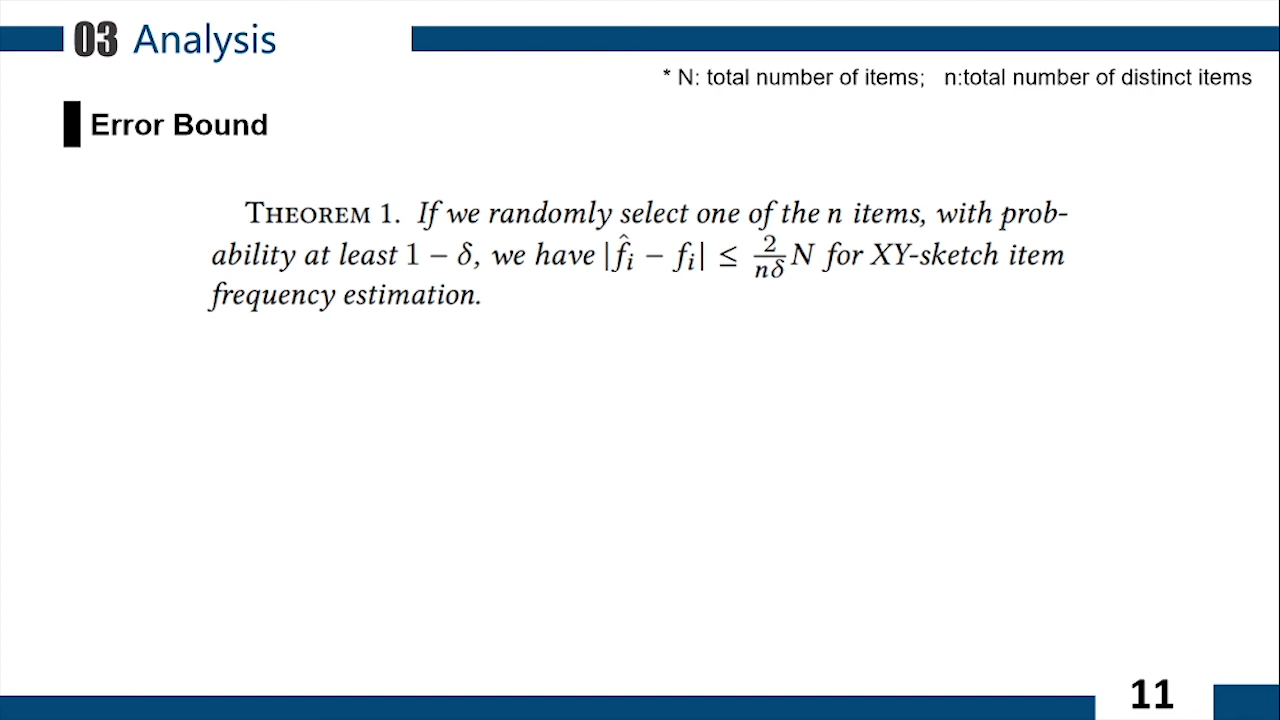 03 Analysis
* N: total number of items; n:total number of distinct items
Error Bound
THEOREM 1. If we randomly select one of the n items, with prob-
ability at least 1 − δ, we have |f̂ᵢ − fᵢ| ≤ 2/nδ N for XY-sketch item
frequency estimation.
11